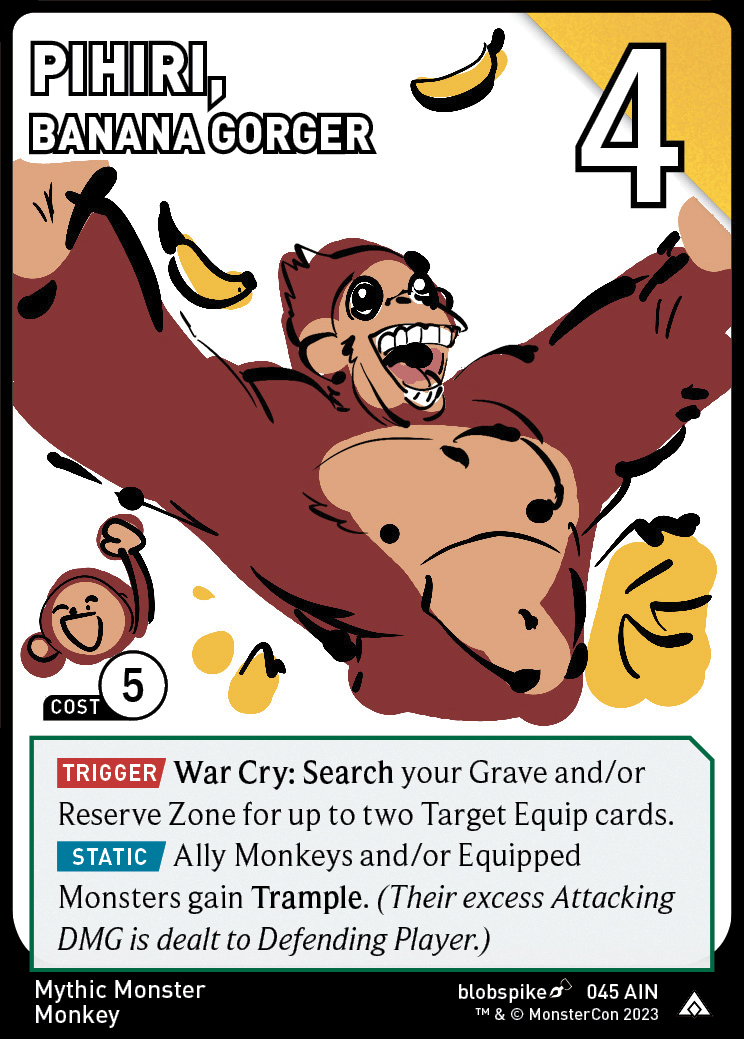 PIHIRI,
BANANA GORGER
4
COST 5
TRIGGER War Cry: Search your Grave and/or
Reserve Zone for up to two Target Equip cards.
STATIC Ally Monkeys and/or Equipped
Monsters gain Trample. (Their excess Attacking
DMG is dealt to Defending Player.)
Mythic Monster
Monkey
blobspike 045 AIN
™ & © MonsterCon 2023